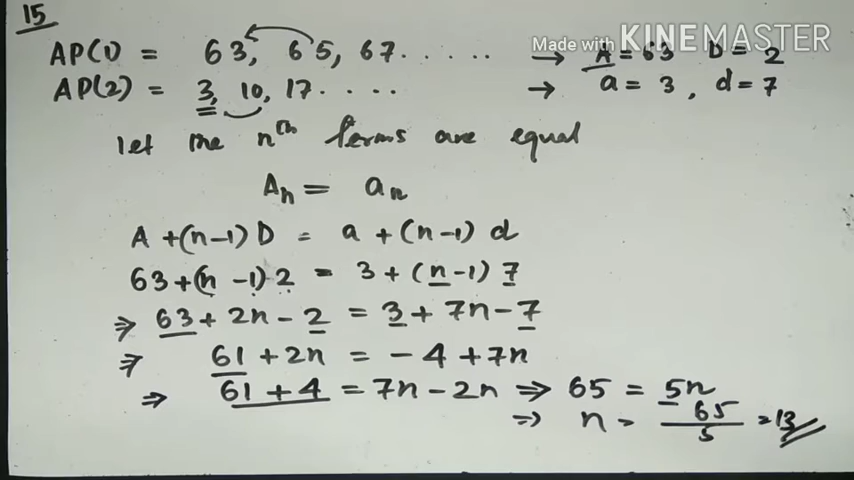 15
Made with KINEMASTER
AP(1) = 63, 65, 67...... → A = 63 D = 2
AP(2) = 3, 10, 17.... → a = 3, d = 7
let the nth terms are equal
Aₙ = aₙ
A +(n-1) D = a + (n-1) d
63+(n -1) 2 = 3 + (n-1) 7
⇒ 63 + 2n - 2 = 3 + 7n - 7
⇒ 61 + 2n = - 4 + 7n
⇒ 61 + 4 = 7n - 2n ⇒ 65 = 5n
⇒ n = 65/5 = 13